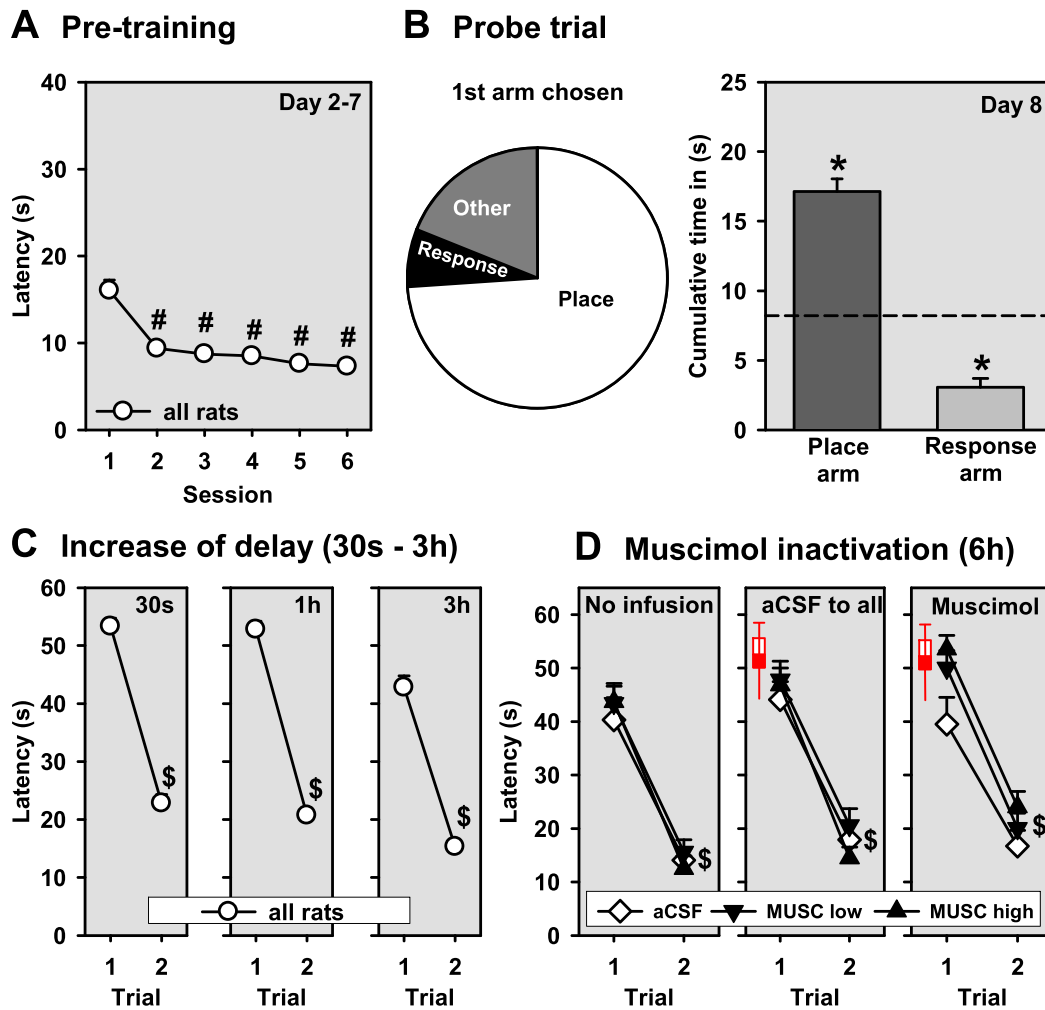 A Pre-training
B Probe trial
40
30
20
10
0
Latency (s)
Day 2-7
#
#
#
#
#
all rats
1 2 3 4 5 6
Session
1st arm chosen
Other
Response
Place
25
20
15
10
5
0
Cumulative time in (s)
Day 8
*
*
Place
arm
Response
arm
C Increase of delay (30s - 3h)
60
50
40
30
20
10
0
Latency (s)
30s
$
1h
$
3h
$
all rats
1 2
Trial
1 2
Trial
1 2
Trial
D Muscimol inactivation (6h)
60
50
40
30
20
10
0
Latency (s)
No infusion
$
aCSF to all
$
Muscimol
$
aCSF
MUSC low
MUSC high
1 2
Trial
1 2
Trial
1 2
Trial